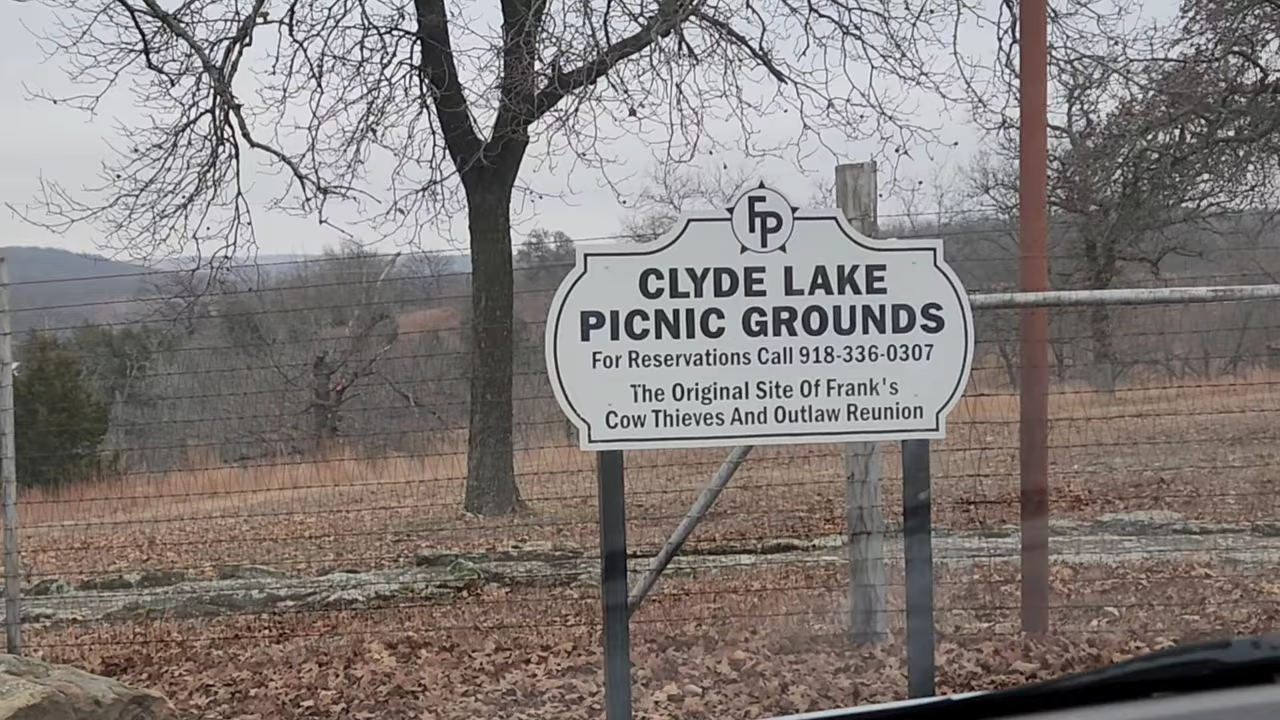 FP
CLYDE LAKE
PICNIC GROUNDS
For Reservations Call 918-336-0307
The Original Site Of Frank's
Cow Thieves And Outlaw Reunion